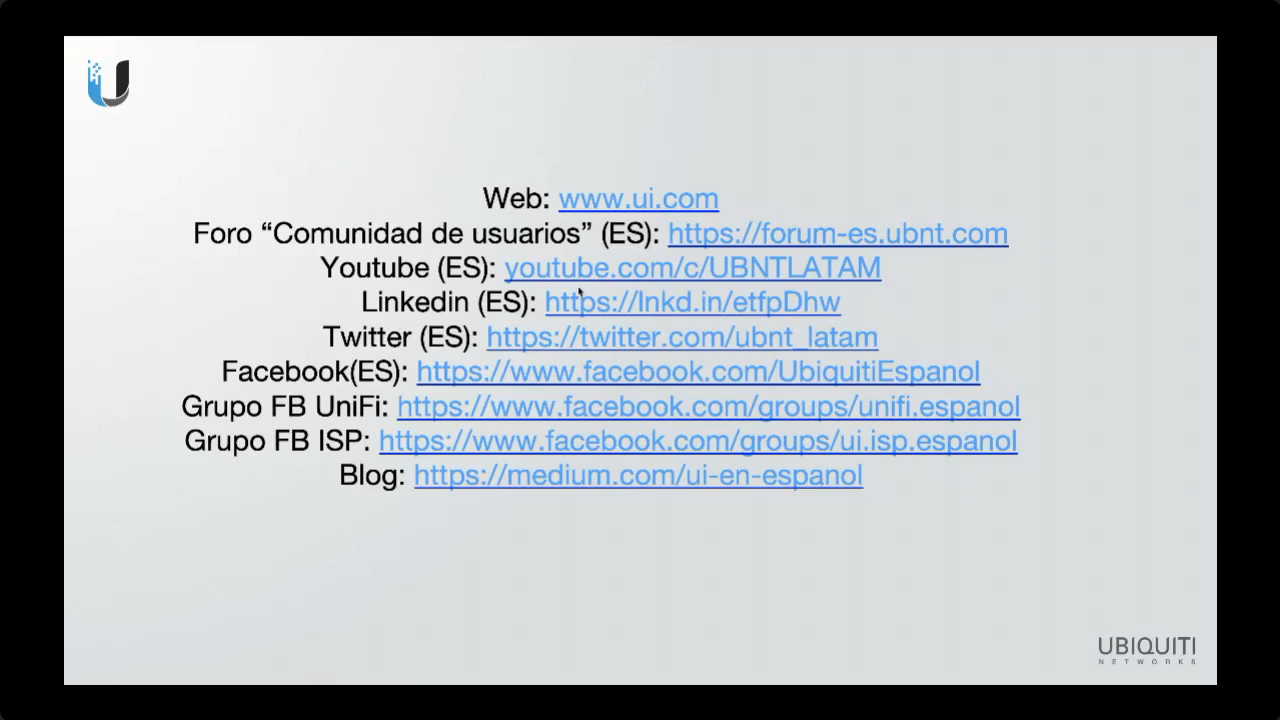 Web: www.ui.com
Foro “Comunidad de usuarios” (ES): https://forum-es.ubnt.com
Youtube (ES): youtube.com/c/UBNTLATAM
Linkedin (ES): https://lnkd.in/etfpDhw
Twitter (ES): https://twitter.com/ubnt_latam
Facebook(ES): https://www.facebook.com/UbiquitiEspanol
Grupo FB UniFi: https://www.facebook.com/groups/unifi.espanol
Grupo FB ISP: https://www.facebook.com/groups/ui.isp.espanol
Blog: https://medium.com/ui-en-espanol
UBIQUITI
NETWORKS